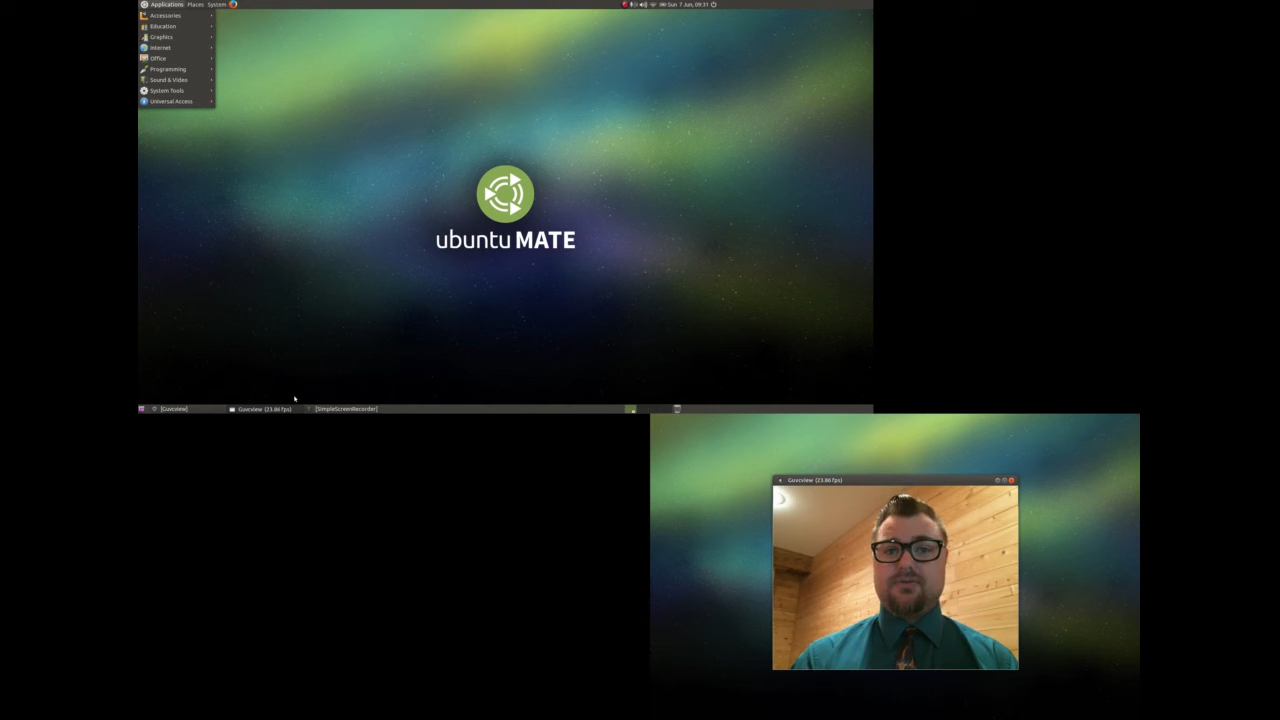 Applications Places System
Sun 7 Jun, 09:31
Accessories
Education
Graphics
Internet
Office
Programming
Sound & Video
System Tools
Universal Access
ubuntu MATE
[Guvcview]
Guvcview (23.86 fps)
[SimpleScreenRecorder]
Guvcview (23.86 fps)